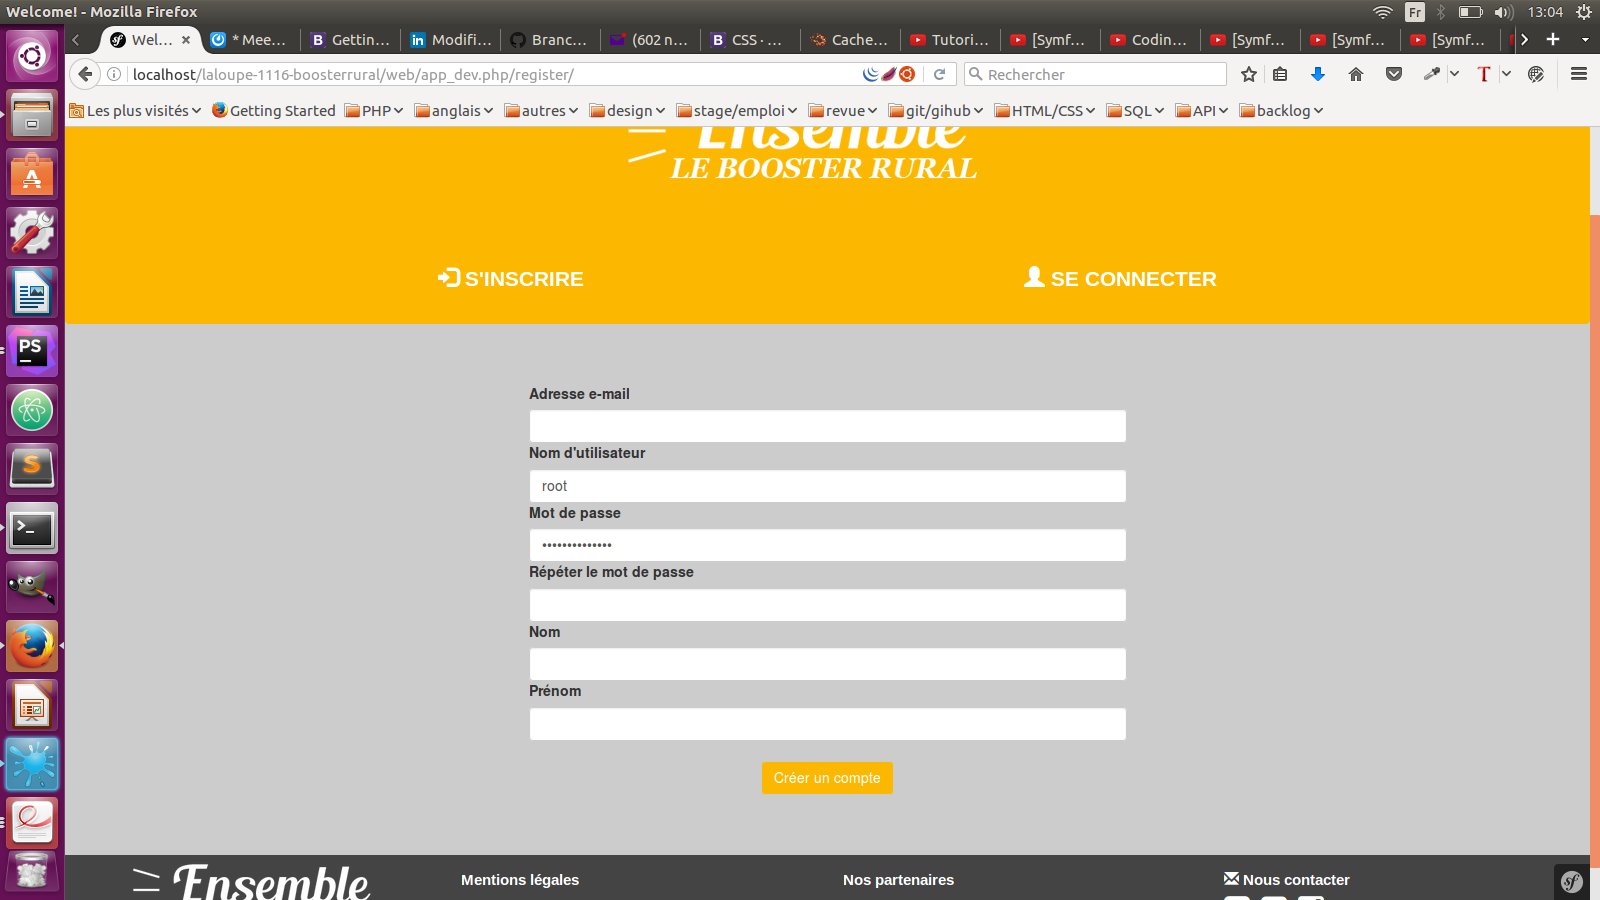 Welcome! - Mozilla Firefox
Fr
13:04
Wel...
* Mee...
Gettin...
Modifi...
Branc...
(602 n...
CSS · ...
Cache...
Tutori...
[Symf...
Codin...
[Symf...
[Symf...
[Symf...
localhost/laloupe-1116-boosterrural/web/app_dev.php/register/
Rechercher
Les plus visités
Getting Started
PHP
anglais
autres
design
stage/emploi
revue
git/gihub
HTML/CSS
SQL
API
backlog
Ensemble
LE BOOSTER RURAL
S'INSCRIRE
SE CONNECTER
Adresse e-mail
Nom d'utilisateur
root
Mot de passe
••••••••••••••
Répéter le mot de passe
Nom
Prénom
Créer un compte
Ensemble
Mentions légales
Nos partenaires
Nous contacter
PS
sf